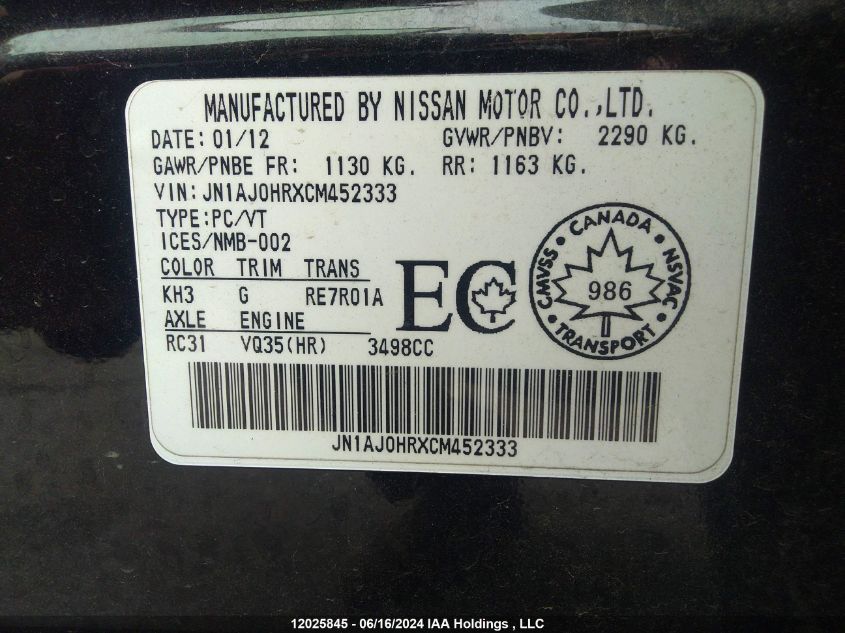 MANUFACTURED BY NISSAN MOTOR CO.,LTD.
DATE: 01/12 GVWR/PNBV: 2290 KG.
GAWR/PNBE FR: 1130 KG. RR: 1163 KG.
VIN: JN1AJ0HRXCM452333
TYPE:PC/VT
ICES/NMB-002
COLOR TRIM TRANS
KH3 G RE7R01A
AXLE ENGINE
RC31 VQ35(HR) 3498CC
EC
CANADA
CMVSS
NSVAC
986
TRANSPORT
JN1AJ0HRXCM452333
12025845 - 06/16/2024 IAA Holdings , LLC